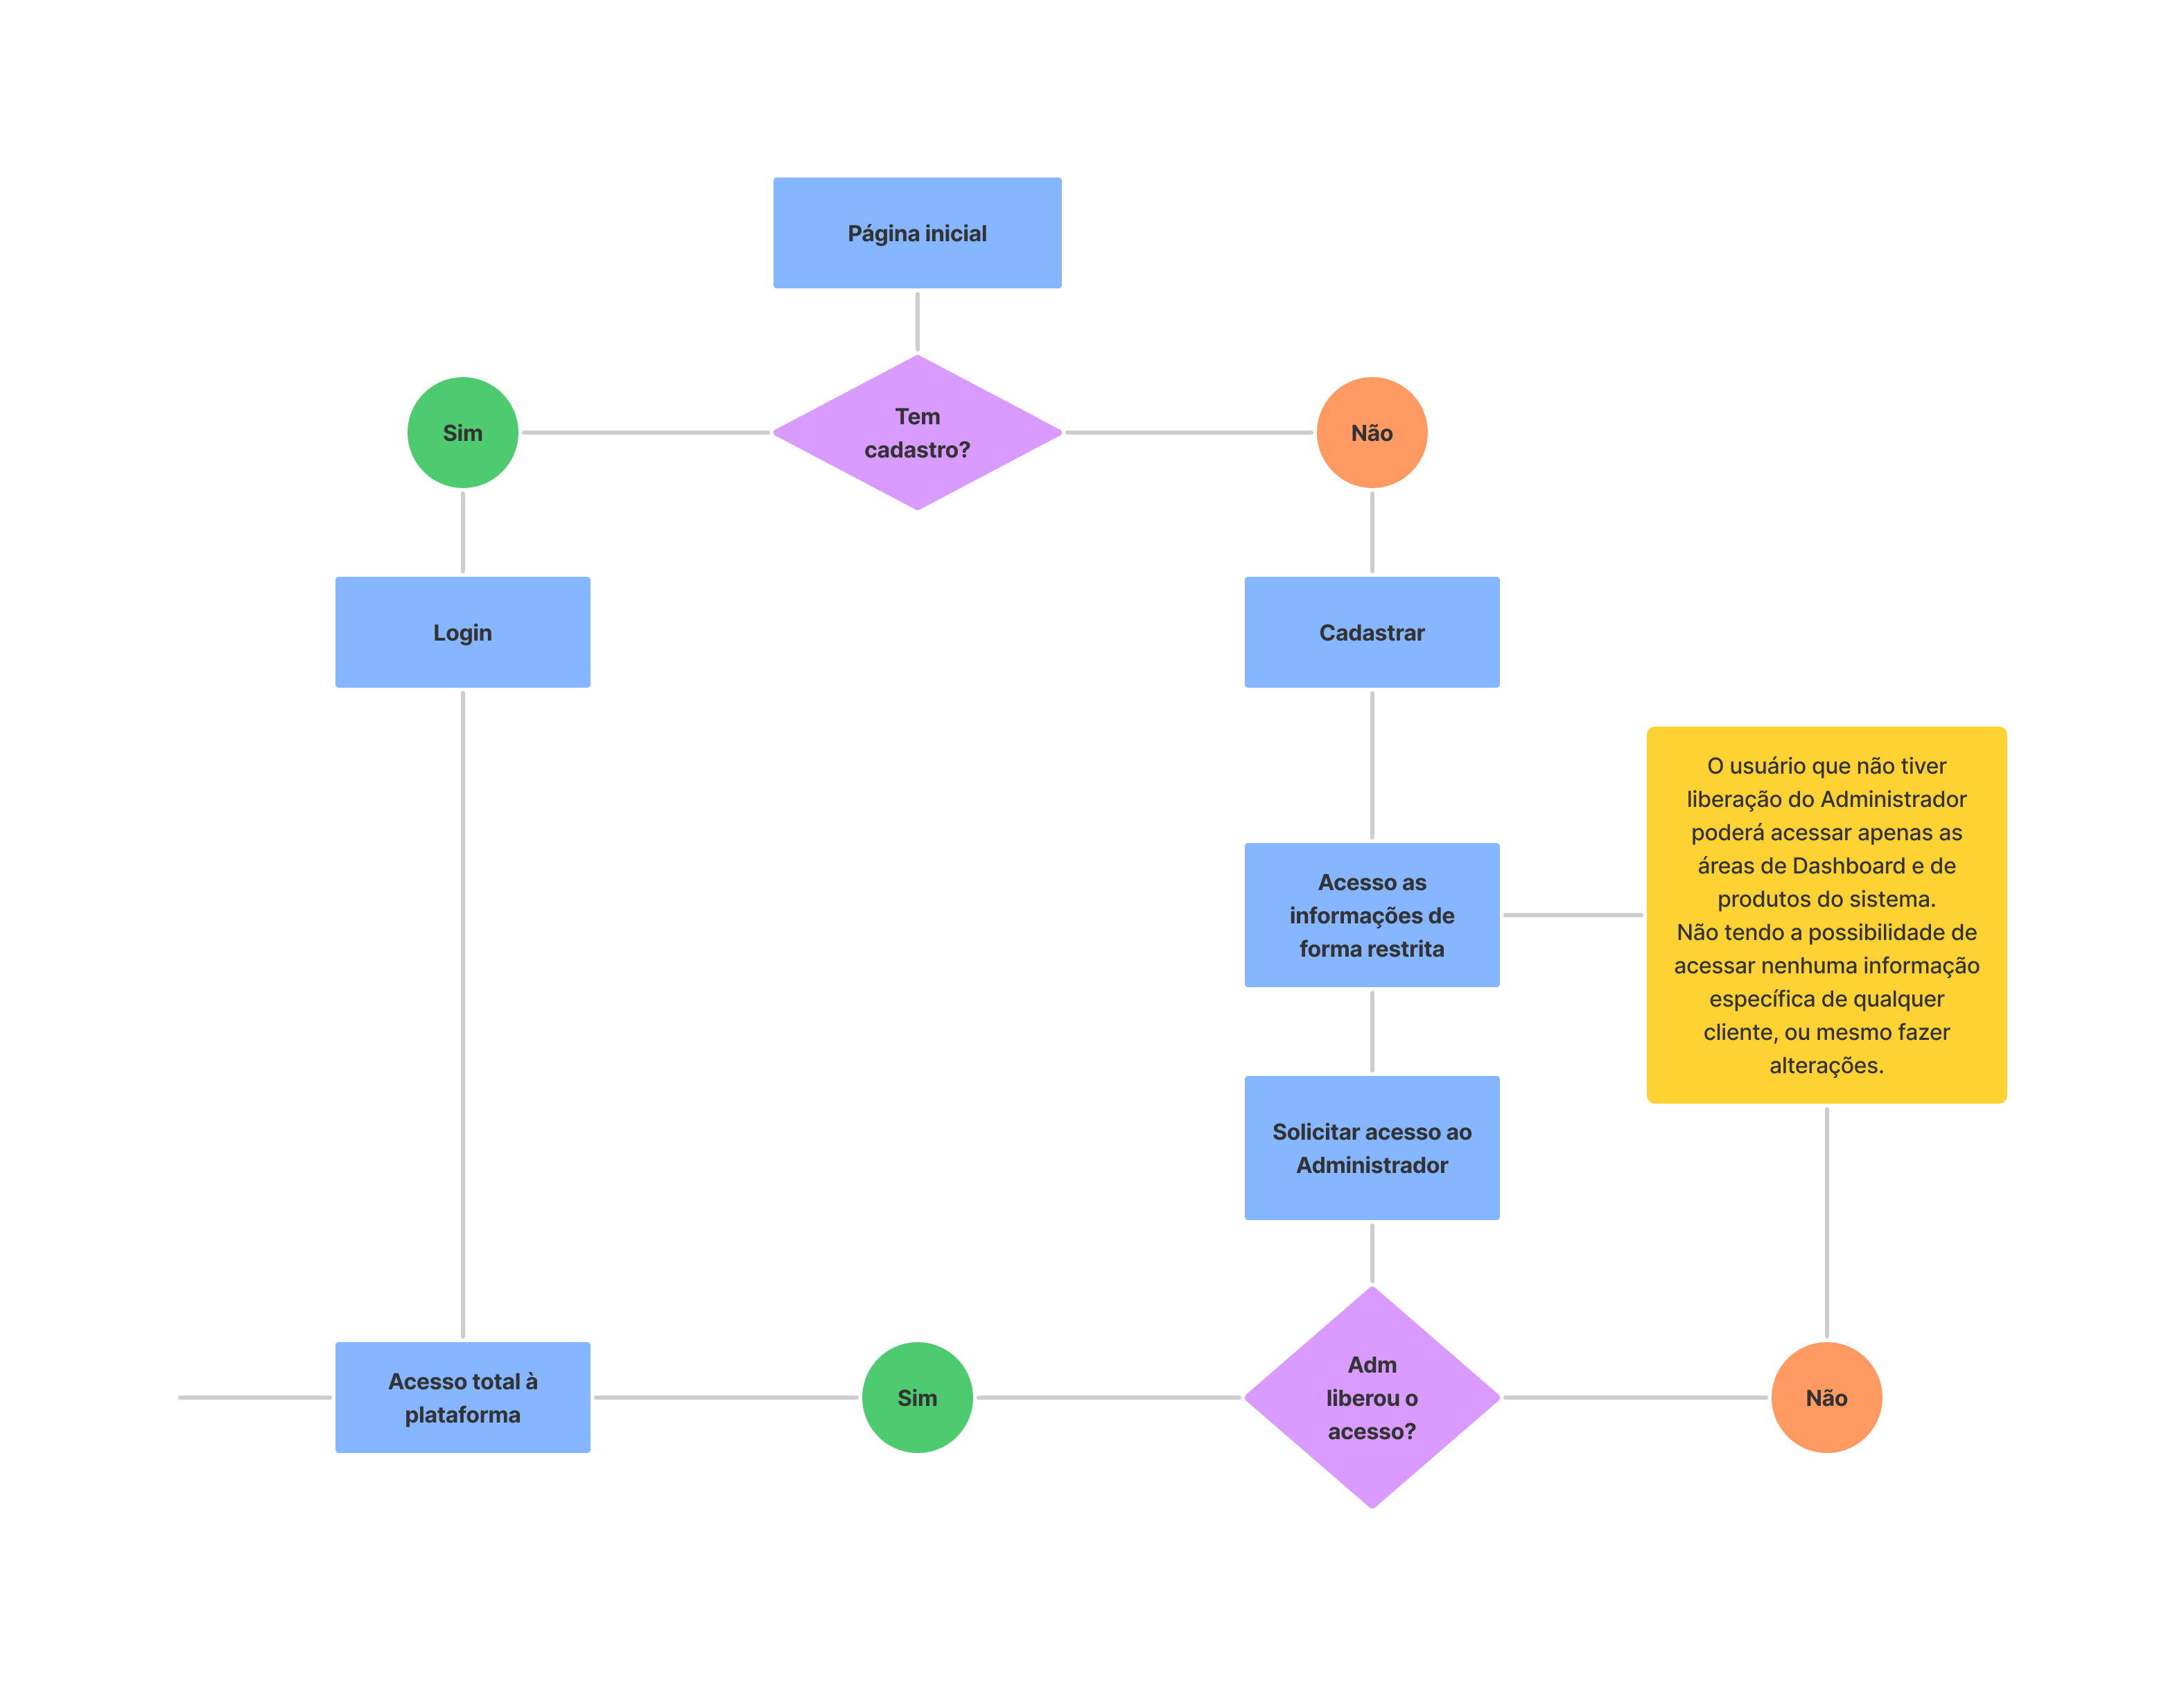 Página inicial
Tem
cadastro?
Sim
Não
Login
Cadastrar
Acesso as
informações de
forma restrita
O usuário que não tiver
liberação do Administrador
poderá acessar apenas as
áreas de Dashboard e de
produtos do sistema.
Não tendo a possibilidade de
acessar nenhuma informação
específica de qualquer
cliente, ou mesmo fazer
alterações.
Solicitar acesso ao
Administrador
Adm
liberou o
acesso?
Acesso total à
plataforma
Sim
Não